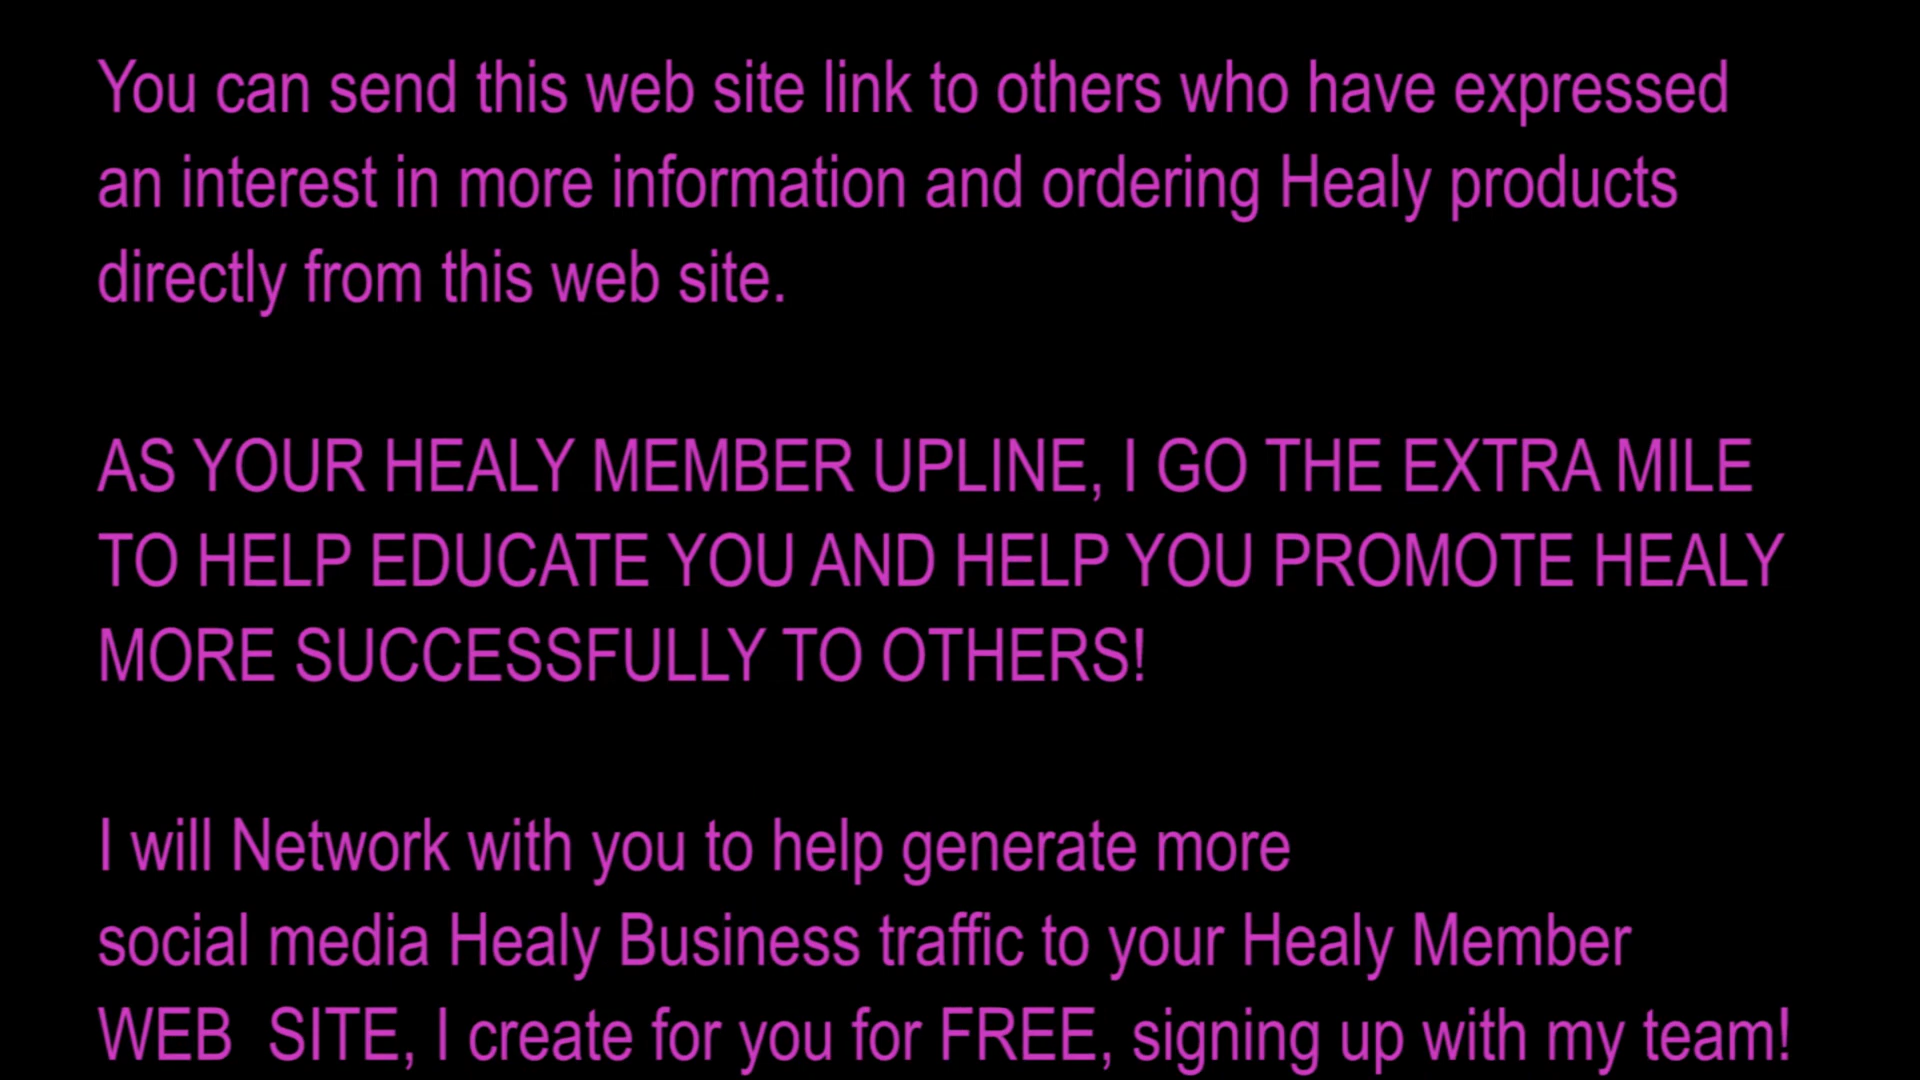 You can send this web site link to others who have expressed
an interest in more information and ordering Healy products
directly from this web site.
AS YOUR HEALY MEMBER UPLINE, I GO THE EXTRA MILE
TO HELP EDUCATE YOU AND HELP YOU PROMOTE HEALY
MORE SUCCESSFULLY TO OTHERS!
I will Network with you to help generate more
social media Healy Business traffic to your Healy Member
WEB  SITE, I create for you for FREE, signing up with my team!